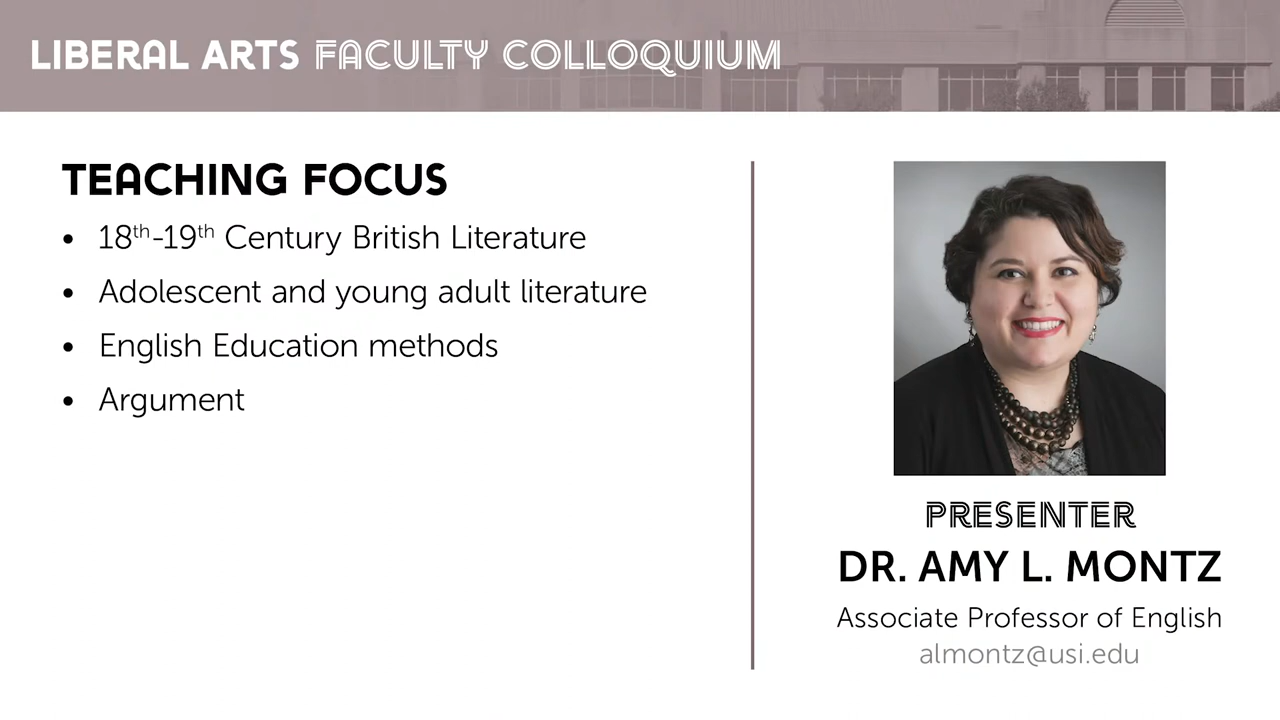 LIBERAL ARTS FACULTY COLLOQUIUM
TEACHING FOCUS
• 18th-19th Century British Literature
• Adolescent and young adult literature
• English Education methods
• Argument
PRESENTER
DR. AMY L. MONTZ
Associate Professor of English
almontz@usi.edu